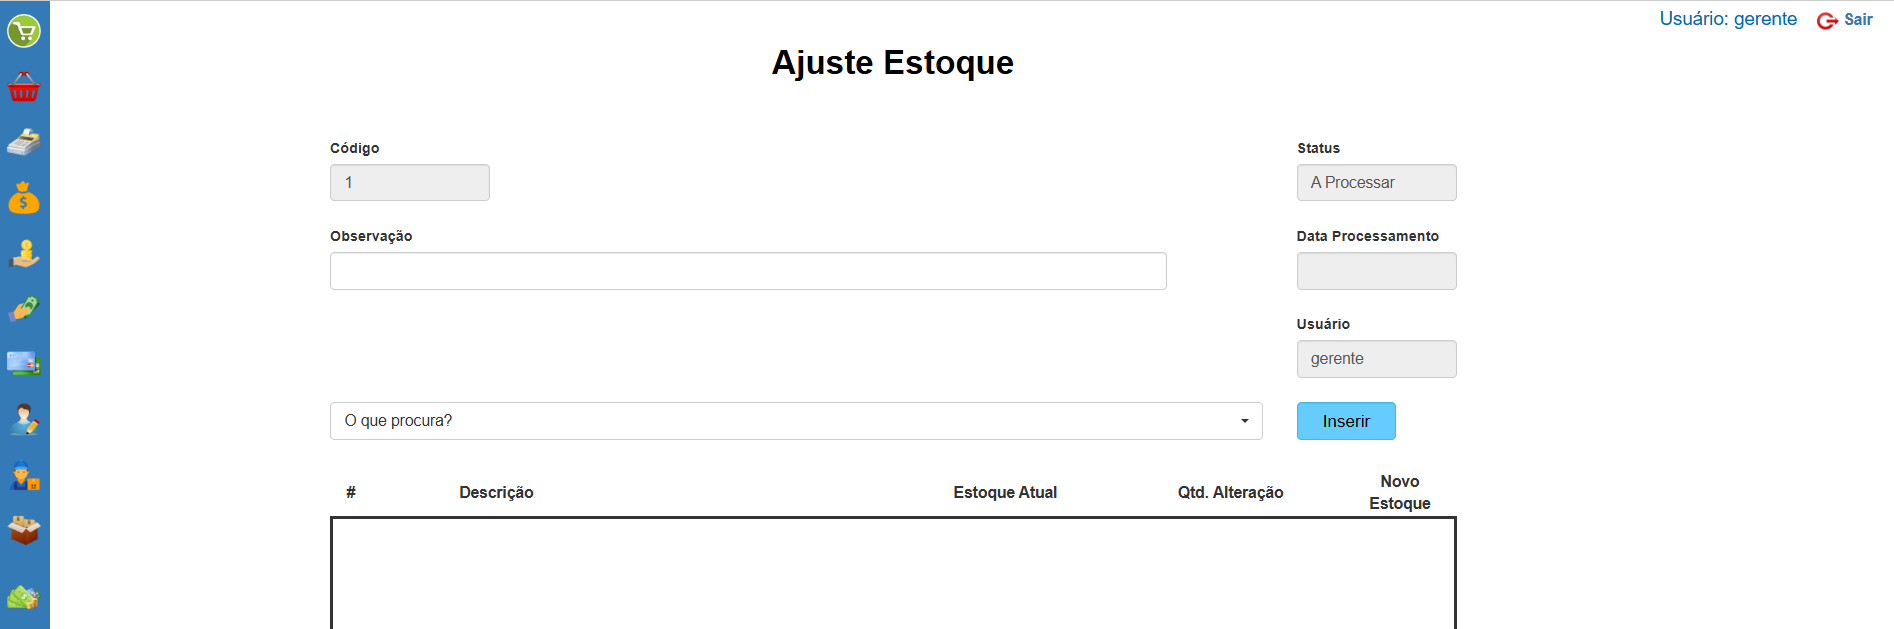 Usuário: gerente Sair
Ajuste Estoque
Código
Status
1
A Processar
Observação
Data Processamento
Usuário
gerente
O que procura?
Inserir
# Descrição Estoque Atual Qtd. Alteração Novo
Estoque